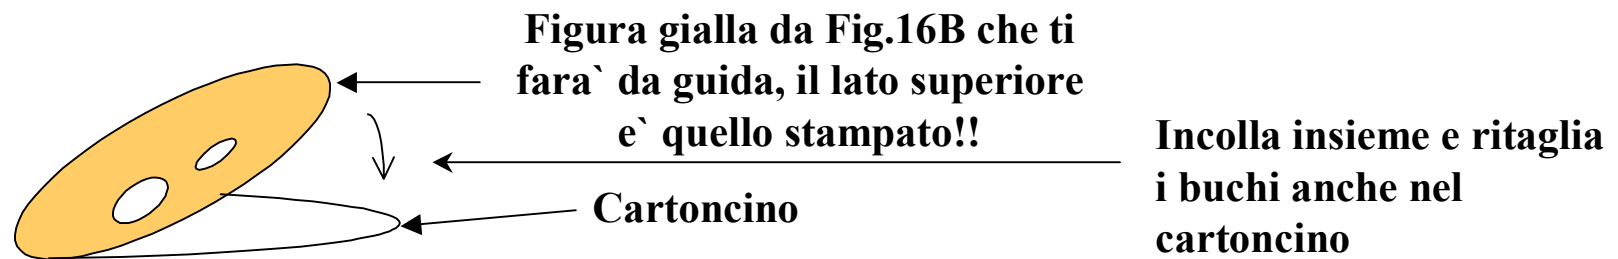 Figura gialla da Fig.16B che ti
fara` da guida, il lato superiore
e` quello stampato!!
Incolla insieme e ritaglia
i buchi anche nel
cartoncino
Cartoncino